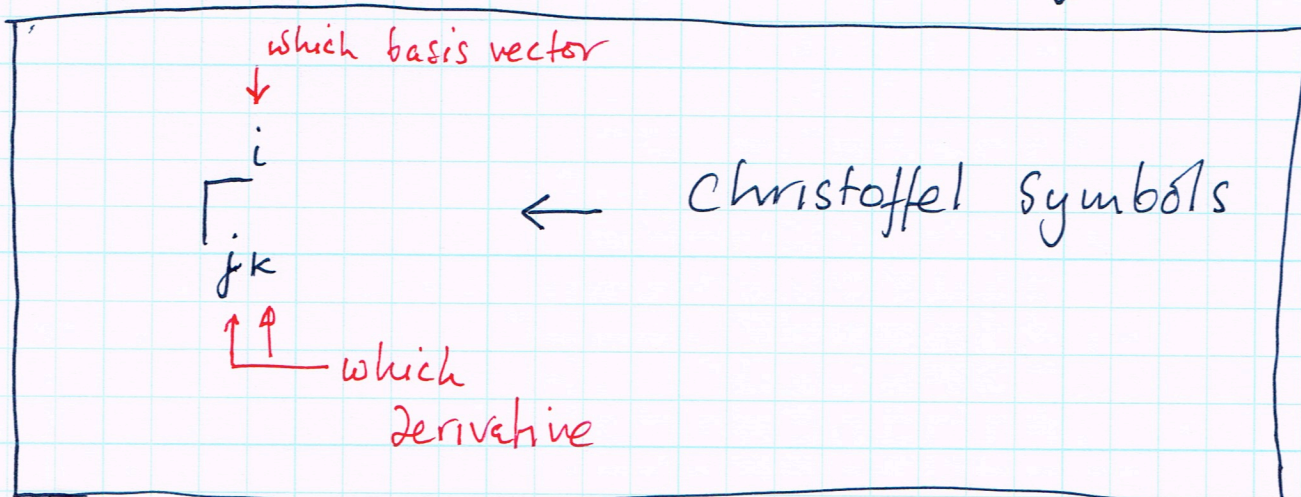 which basis vector
↓
i
Γ ← Christoffel Symbols
jk
which
derivative